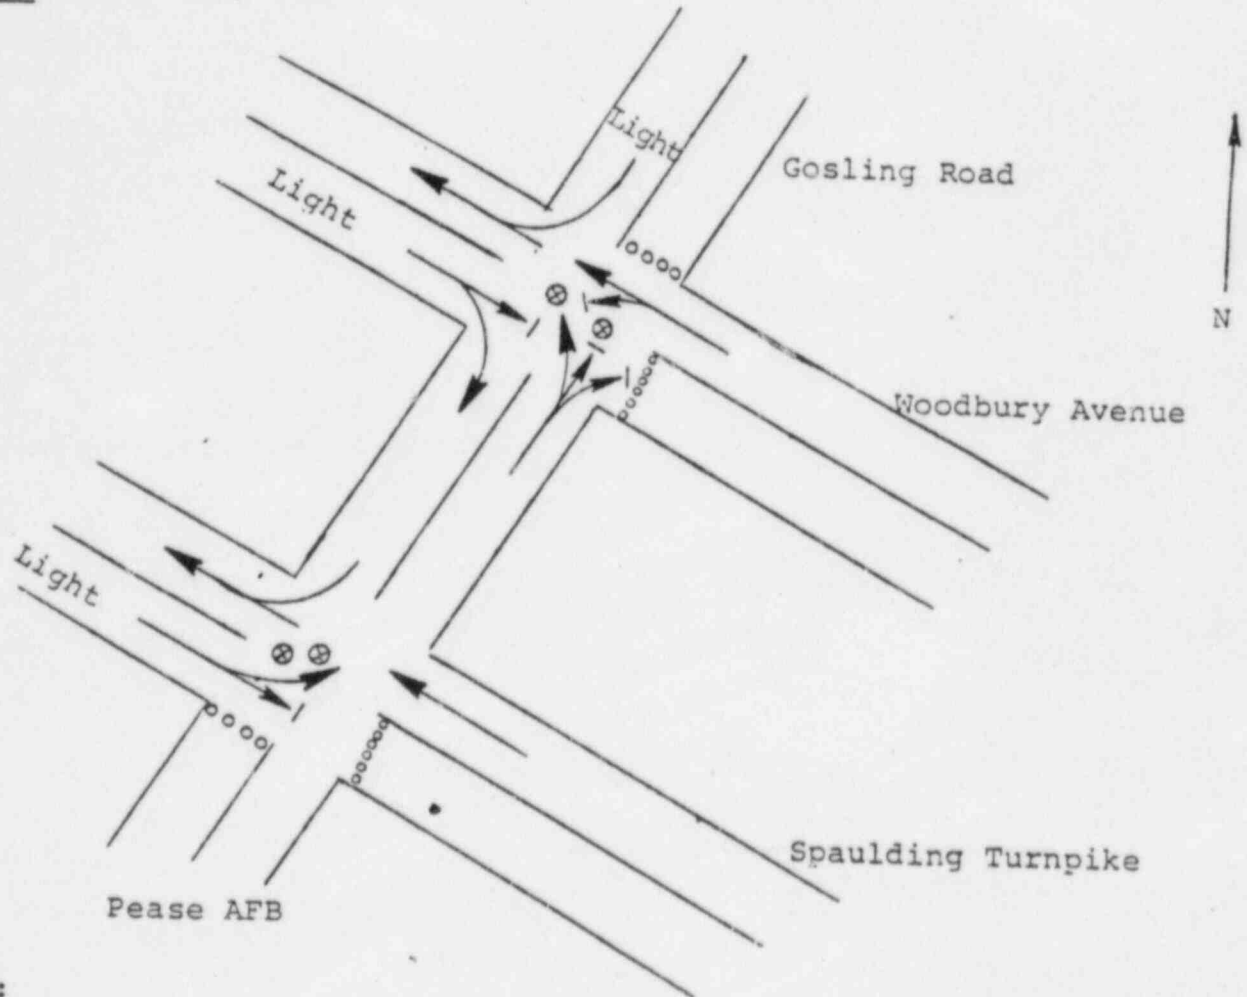 Light
Gosling Road
Light
N
Woodbury Avenue
Light
Spaulding Turnpike
Pease AFB